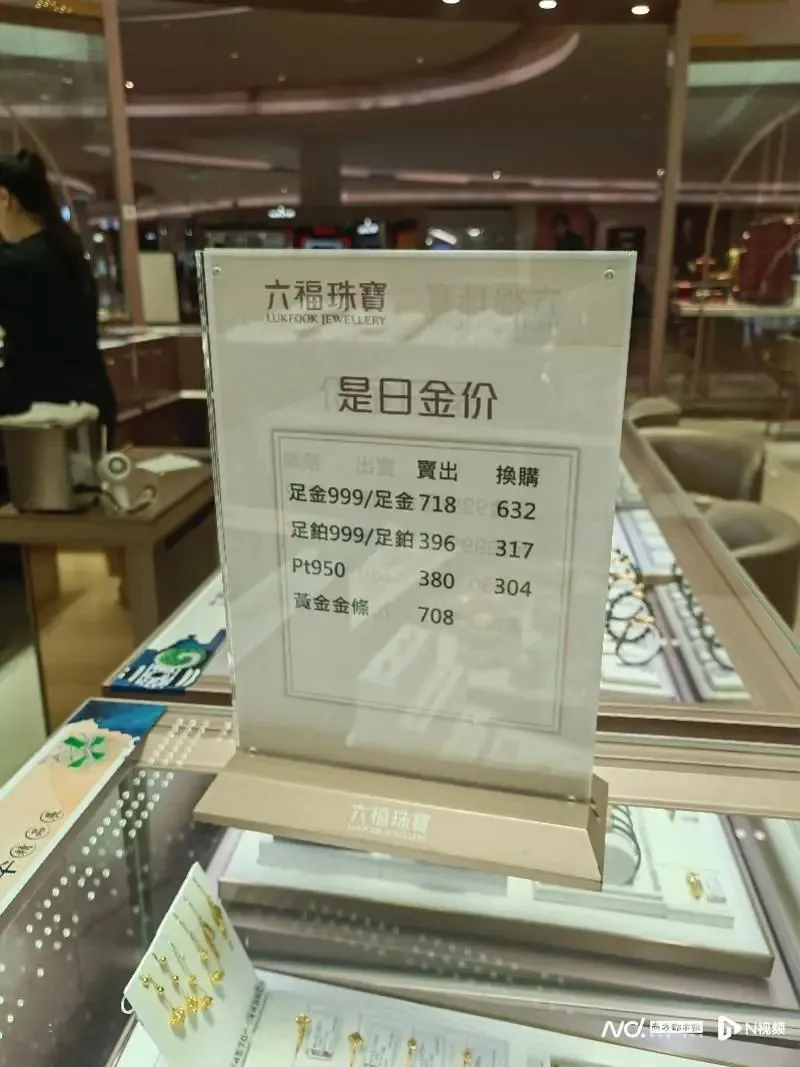 六福珠寶
LUKFOOK JEWELLERY
是日金价
賣出 換購
足金999/足金 718 632
足鉑999/足鉑 396 317
Pt950 380 304
黃金金條 708
六福珠寶
LUKFOOK JEWELLERY
N视频